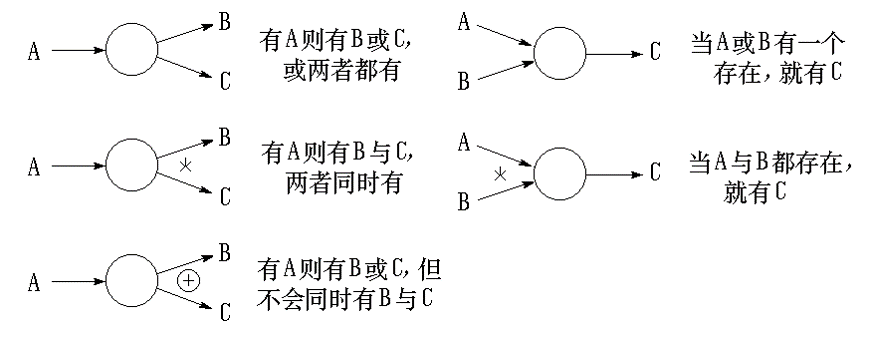 A
B
C
有A则有B或C,
或两者都有
A
B
C
当A或B有一个
存在,就有C
A
B
*
C
有A则有B与C,
两者同时有
A
*
B
C
当A与B都存在,
就有C
A
B
+
C
有A则有B或C,但
不会同时有B与C